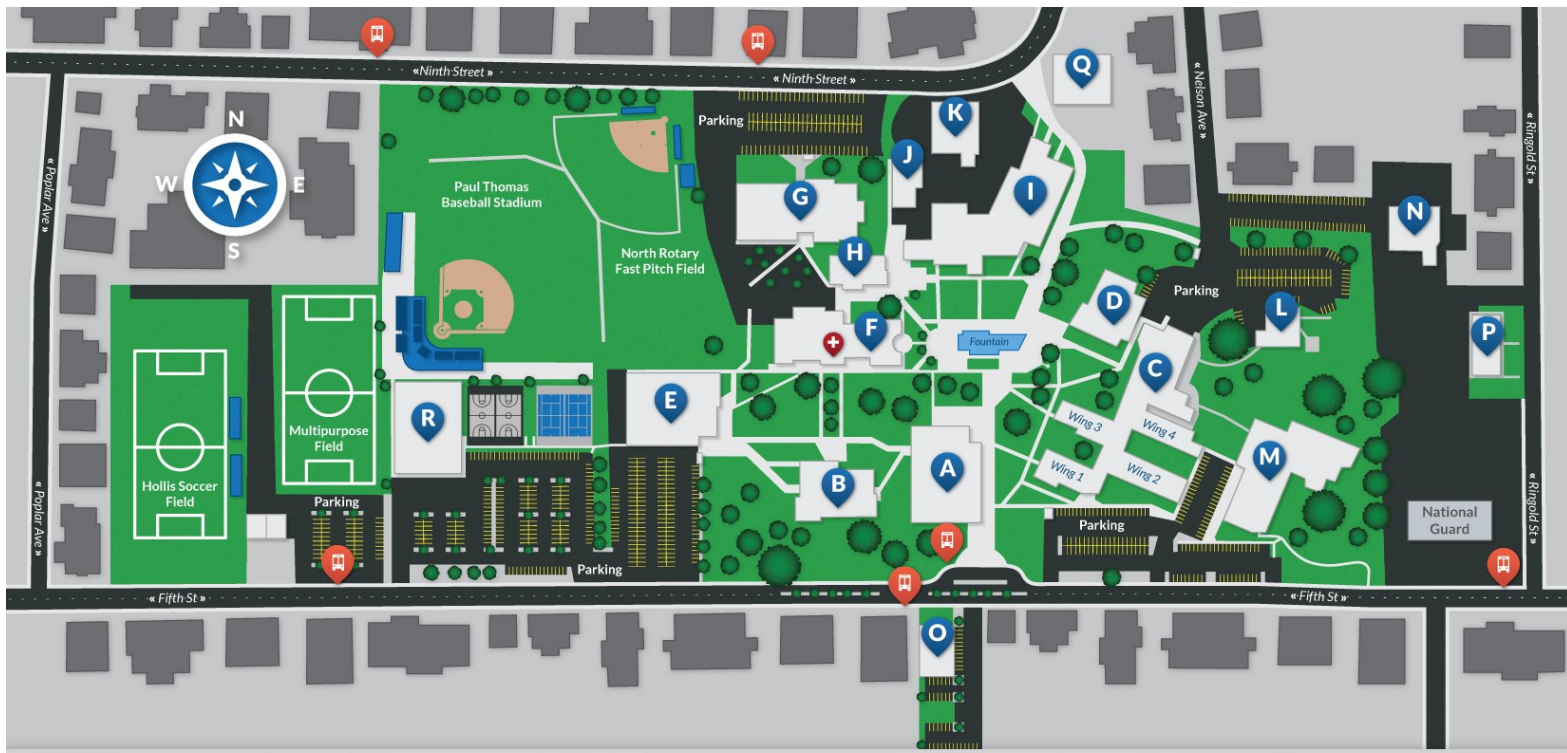 «Ninth Street »
« Ninth Street »
Q
« Nelson Ave »
« Ringold St »
N
W
E
S
« Poplar Ave »
Parking
K
J
I
G
H
Paul Thomas
Baseball Stadium
North Rotary
Fast Pitch Field
N
D
Parking
L
P
F
Fountain
C
E
R
Multipurpose
Field
Hollis Soccer
Field
Parking
Wing 3
Wing 4
Wing 1
Wing 2
M
A
B
Parking
Parking
National
Guard
« Poplar Ave »
« Ringold St »
« Fifth St »
« Fifth St »
O